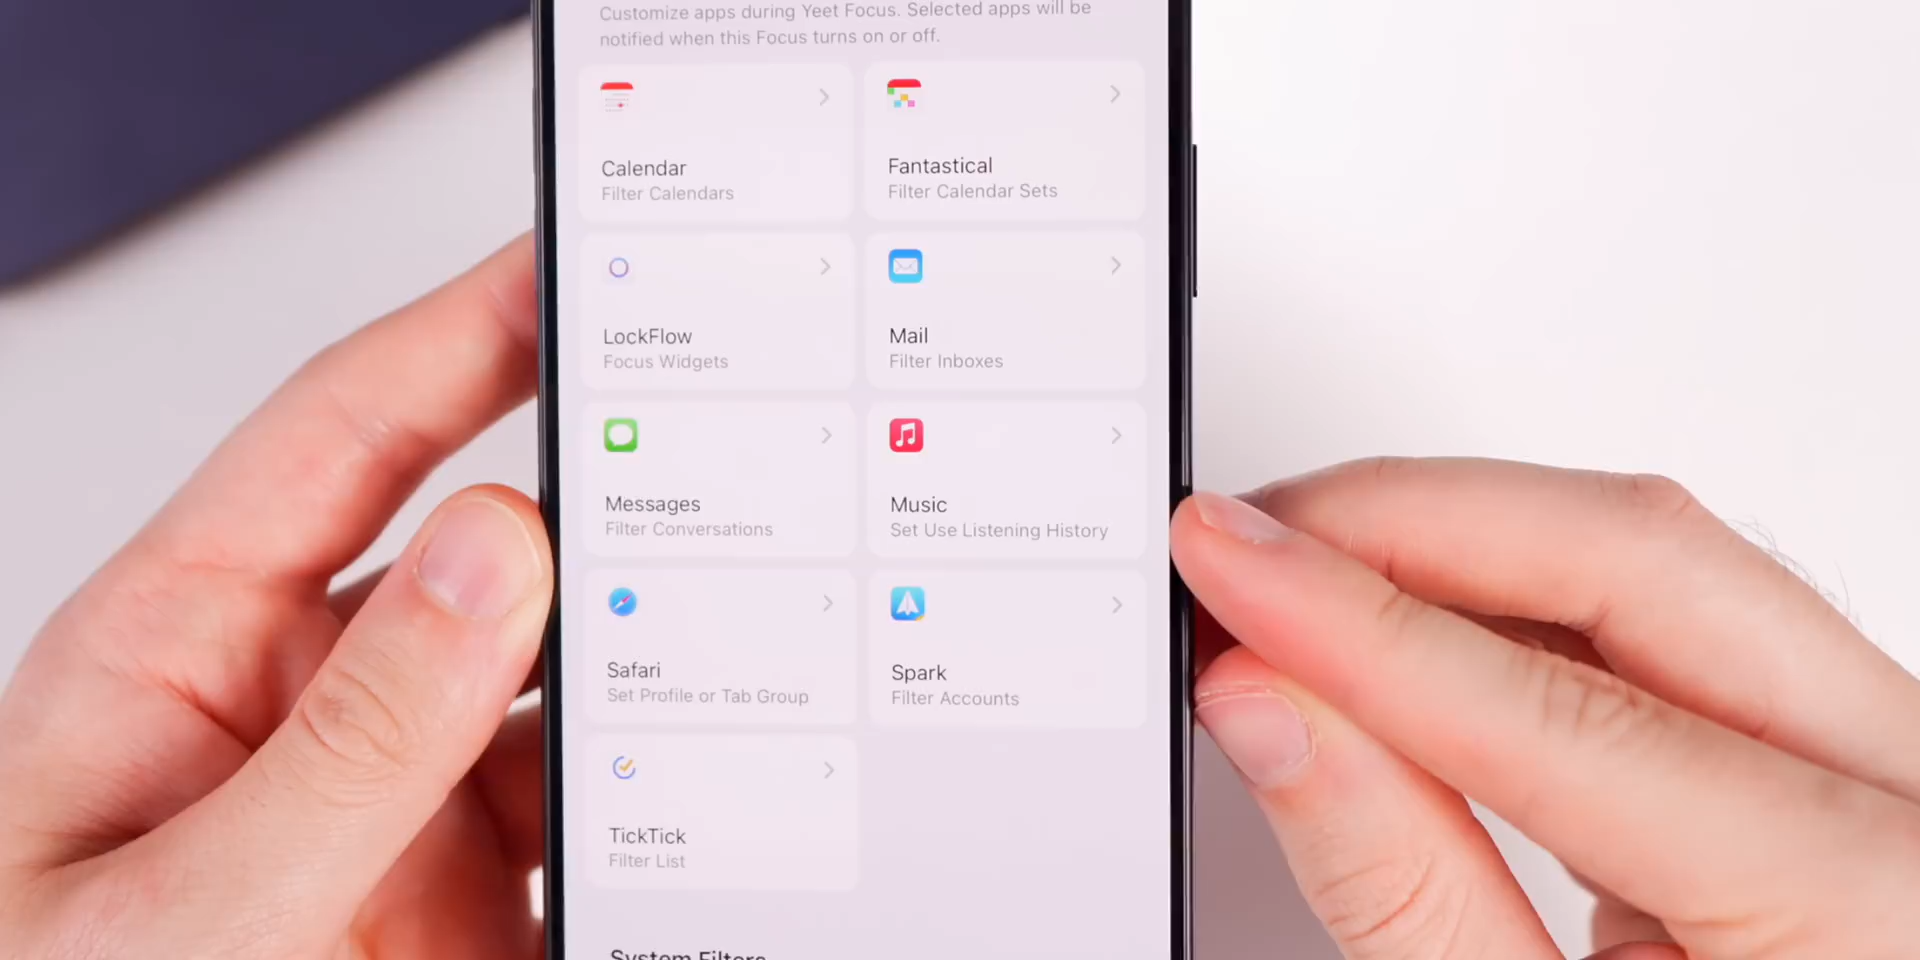 Customize apps during Yeet Focus. Selected apps will be
notified when this Focus turns on or off.
Calendar
Filter Calendars
Fantastical
Filter Calendar Sets
LockFlow
Focus Widgets
Mail
Filter Inboxes
Messages
Filter Conversations
Music
Set Use Listening History
Safari
Set Profile or Tab Group
Spark
Filter Accounts
TickTick
Filter List
System Filters